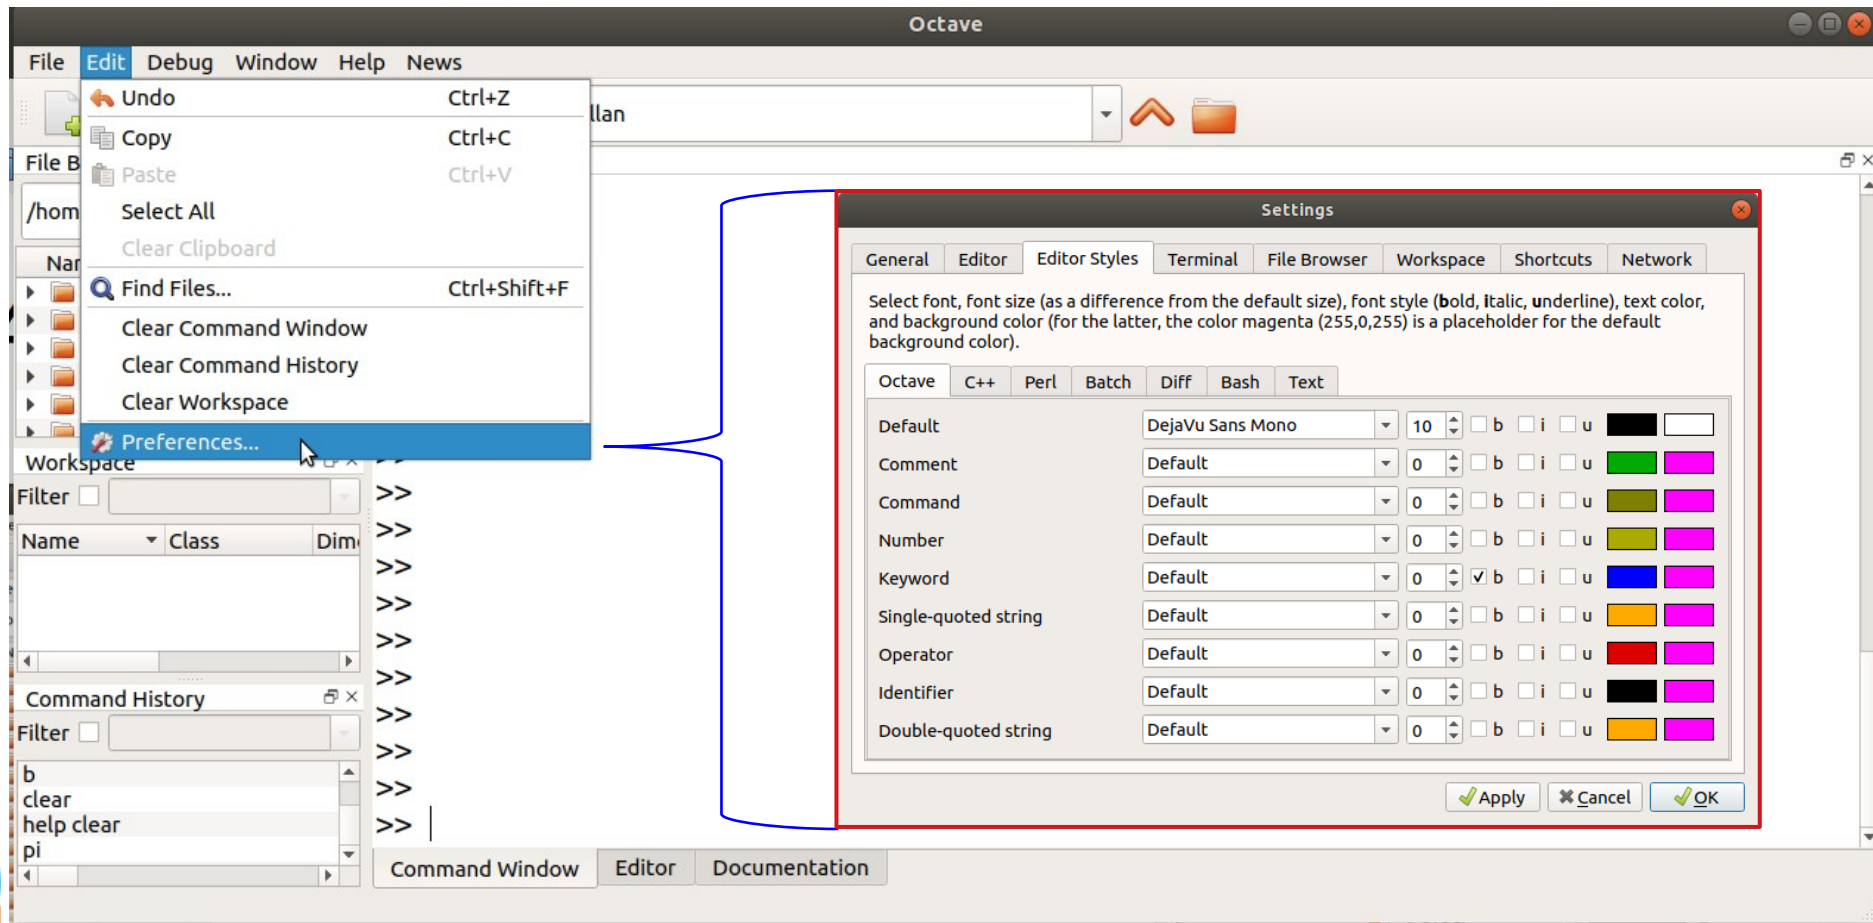 Octave
File Edit Debug Window Help News
Undo Ctrl+Z
Copy Ctrl+C
Paste Ctrl+V
Select All
Clear Clipboard
Find Files... Ctrl+Shift+F
Clear Command Window
Clear Command History
Clear Workspace
Preferences...
llan
File B
/hom
Nar
Workspace
Filter
Name Class Dim
Command History
Filter
b
clear
help clear
pi
>>
>>
>>
>>
>>
>>
>>
>>
>>
>>
>>
Command Window Editor Documentation
Settings
General Editor Editor Styles Terminal File Browser Workspace Shortcuts Network
Select font, font size (as a difference from the default size), font style (bold, italic, underline), text color,
and background color (for the latter, the color magenta (255,0,255) is a placeholder for the default
background color).
Octave C++ Perl Batch Diff Bash Text
Default DejaVu Sans Mono 10 b i u
Comment Default 0 b i u
Command Default 0 b i u
Number Default 0 b i u
Keyword Default 0 b i u
Single-quoted string Default 0 b i u
Operator Default 0 b i u
Identifier Default 0 b i u
Double-quoted string Default 0 b i u
Apply Cancel OK